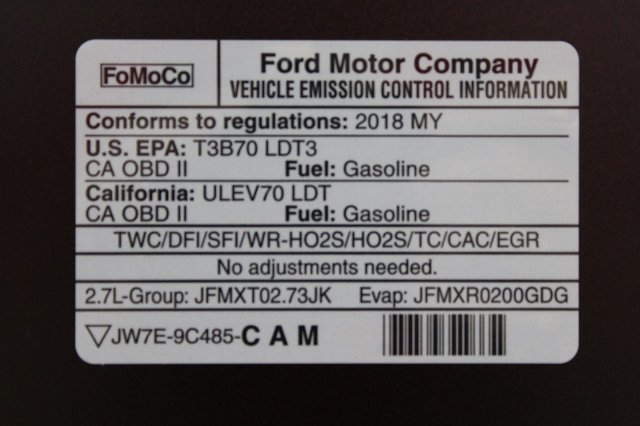 FoMoCo
Ford Motor Company
VEHICLE EMISSION CONTROL INFORMATION
Conforms to regulations: 2018 MY
U.S. EPA: T3B70 LDT3
CA OBD II Fuel: Gasoline
California: ULEV70 LDT
CA OBD II Fuel: Gasoline
TWC/DFI/SFI/WR-HO2S/HO2S/TC/CAC/EGR
No adjustments needed.
2.7L-Group: JFMXT02.73JK Evap: JFMXR0200GDG
▽JW7E-9C485-CAM